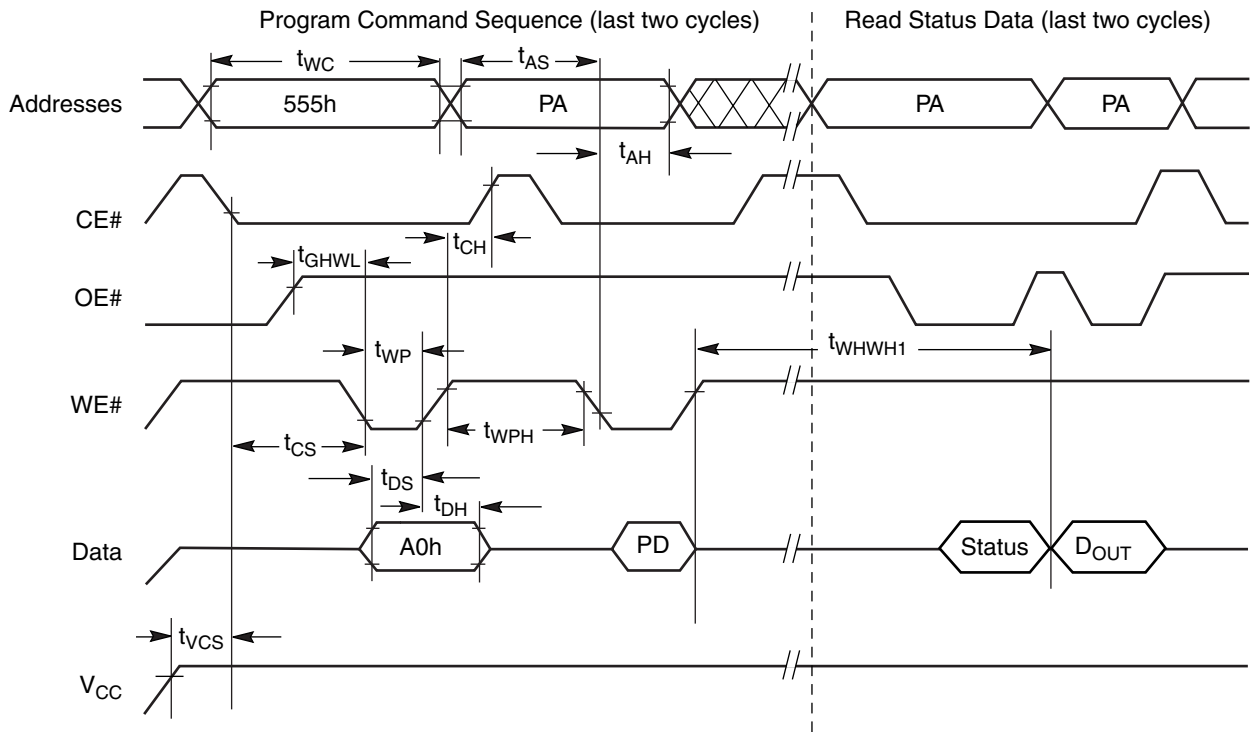 Program Command Sequence (last two cycles) Read Status Data (last two cycles)
tWC tAS
Addresses 555h PA PA PA
tAH
CE#
tCH
tGHWL
OE#
tWP tWHWH1
WE#
tCS tWPH
tDS
tDH
Data A0h PD Status DOUT
tVCS
VCC